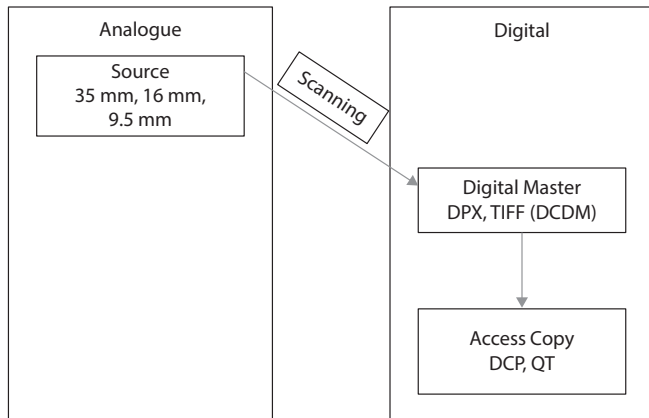 Analogue
Source
35 mm, 16 mm,
9.5 mm
Scanning
Digital
Digital Master
DPX, TIFF (DCDM)
Access Copy
DCP, QT